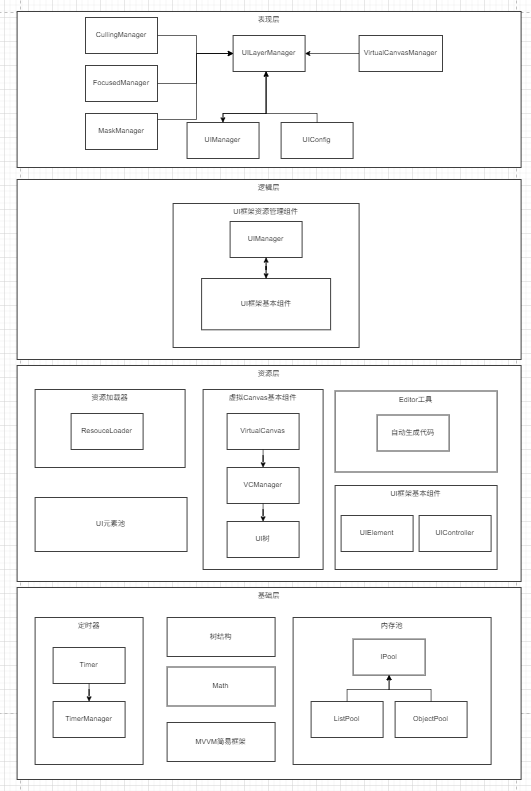 表现层
CullingManager
UILayerManager
VirtualCanvasManager
FocusedManager
MaskManager
UIManager
UIConfig
逻辑层
UI框架资源管理组件
UIManager
UI框架基本组件
资源层
资源加载器
ResouceLoader
UI元素池
虚拟Canvas基本组件
VirtualCanvas
VCManager
UI树
Editor工具
自动生成代码
UI框架基本组件
UIElement
UIController
基础层
定时器
Timer
TimerManager
树结构
Math
MVVM简易框架
内存池
IPool
ListPool
ObjectPool